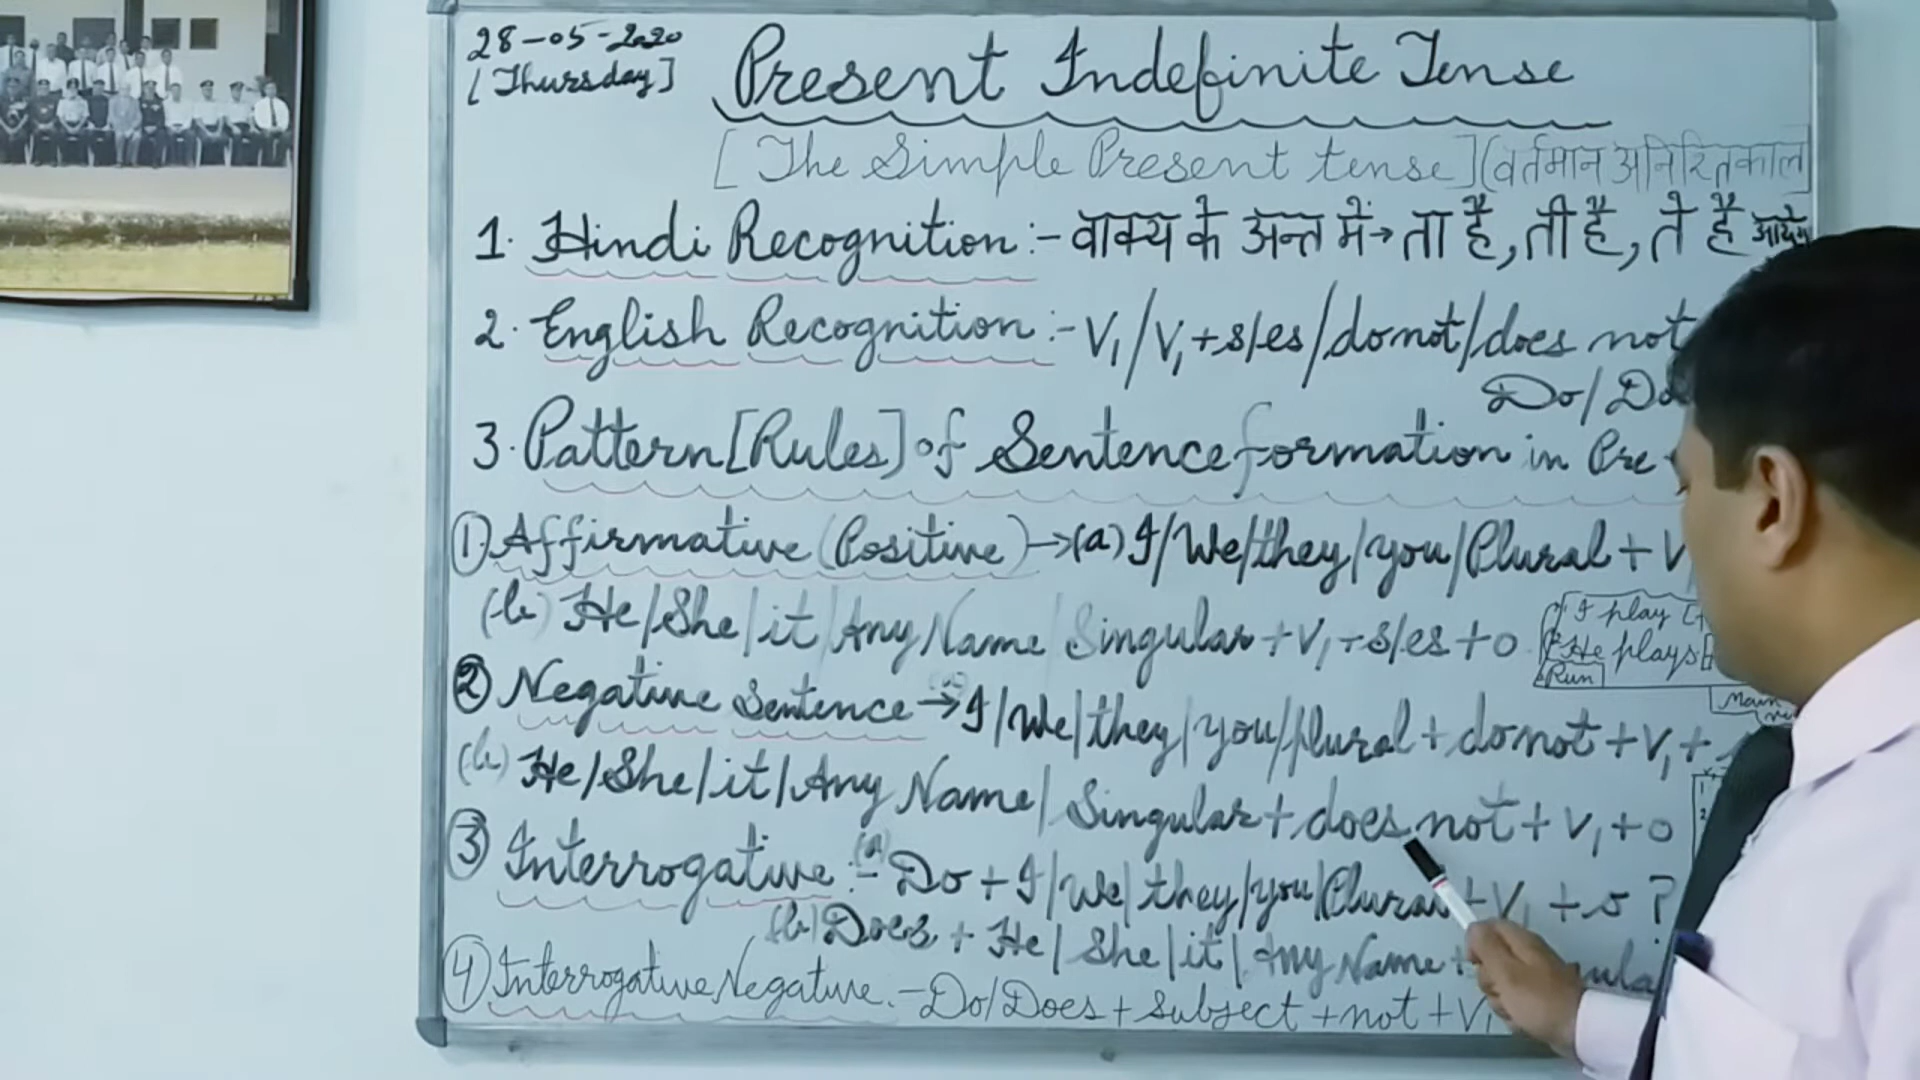 28-05-2020
[Thursday]
Present Indefinite Tense
[The Simple Present tense] (वर्तमान अनिश्चितकाल)
1. Hindi Recognition:- वाक्य के अन्त में→ ता है, ती है, ते हैं आयेगा
2. English Recognition:- V₁/V₁+s/es/do not/does not
Do/Do
3. Pattern [Rules] of Sentence formation in Pre
① Affirmative (Positive) →(a) I/We/they/you/Plural + V
(b) He/She/it/Any Name/Singular + V₁+s/es + o
I play
He plays
Run
Main
② Negative Sentence →(a) I/We/they/you/plural + do not + V₁ +
(b) He/She/it/Any Name/Singular + does not + V₁ + o
③ Interrogative:- (a) Do + I/We/they/you/Plural + V₁ + o ?
(b) Does + He/She/it/Any Name
④ Interrogative Negative. - Do/Does + Subject + not + V₁